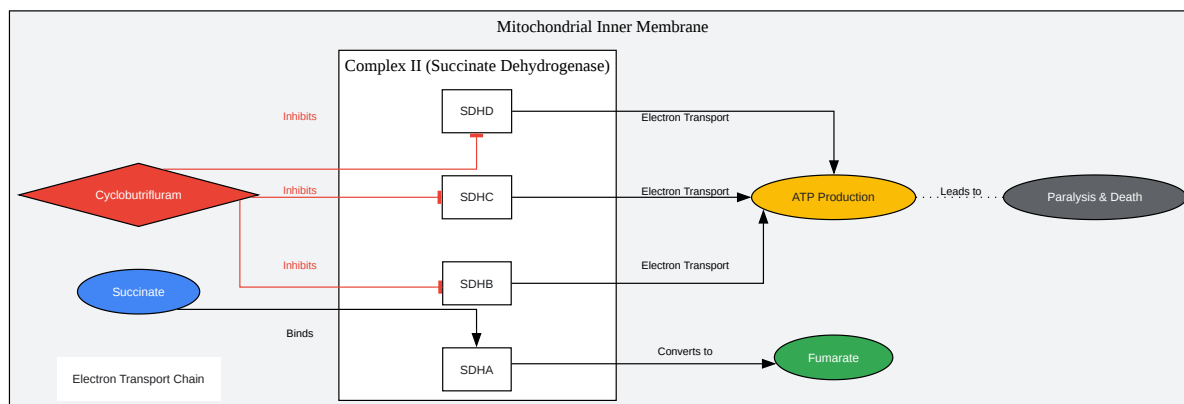 Mitochondrial Inner Membrane
Complex II (Succinate Dehydrogenase)
Inhibits
SDHD
Electron Transport
Cyclobutrifluram
Inhibits
SDHC
Electron Transport
ATP Production
Leads to
Paralysis & Death
Inhibits
SDHB
Electron Transport
Succinate
Binds
SDHA
Converts to
Fumarate
Electron Transport Chain